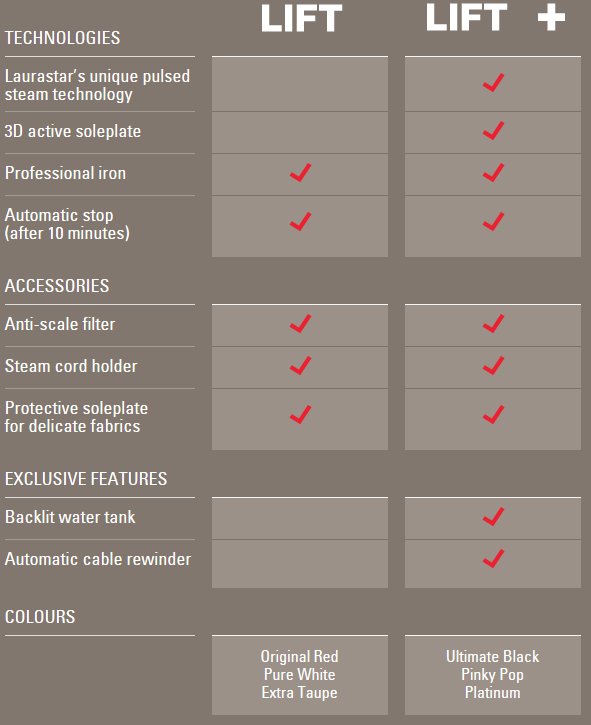 LIFT LIFT +
TECHNOLOGIES
Laurastar's unique pulsed
steam technology
3D active soleplate
Professional iron
Automatic stop
(after 10 minutes)
ACCESSORIES
Anti-scale filter
Steam cord holder
Protective soleplate
for delicate fabrics
EXCLUSIVE FEATURES
Backlit water tank
Automatic cable rewinder
COLOURS
Original Red
Pure White
Extra Taupe
Ultimate Black
Pinky Pop
Platinum